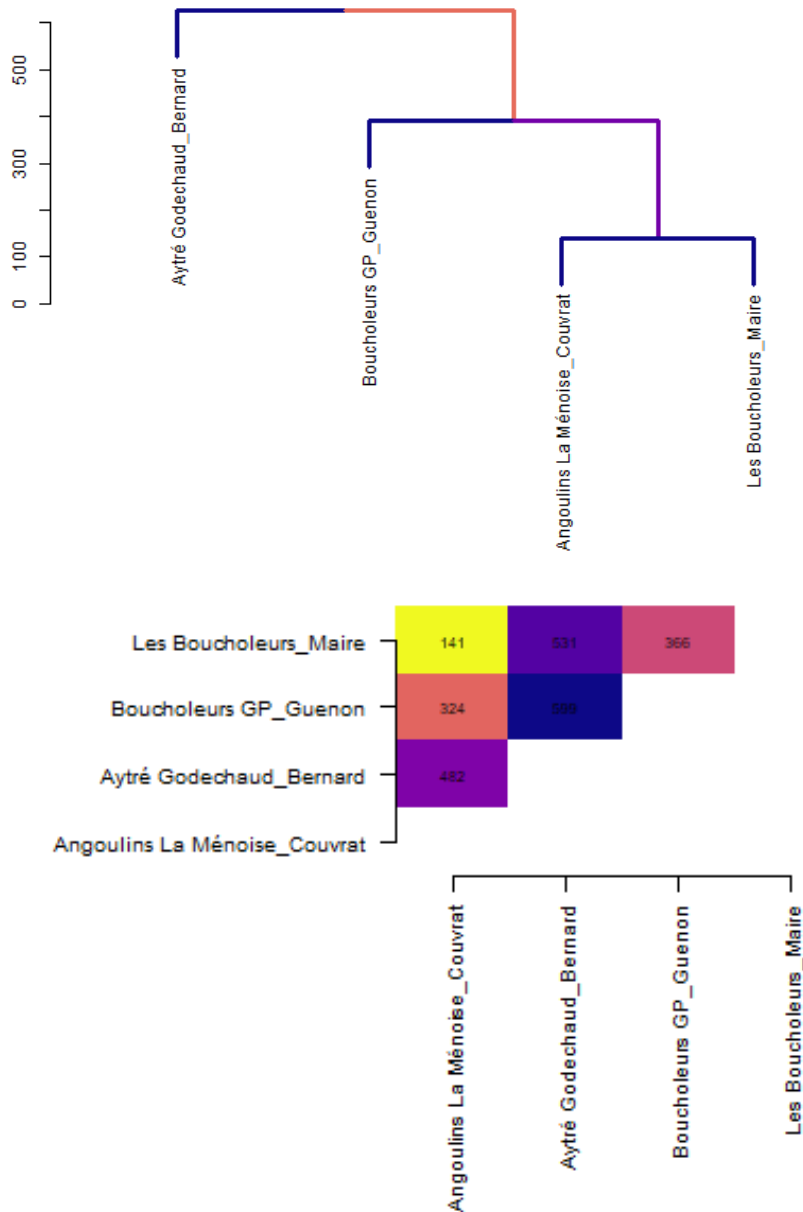 500
300
100
0
Aytré Godechaud_Bernard
Boucholeurs GP_Guenon
Angoulins La Ménoise_Couvrat
Les Boucholeurs_Maire
Les Boucholeurs_Maire 141 531 366
Boucholeurs GP_Guenon 324
Aytré Godechaud_Bernard 482
Angoulins La Ménoise_Couvrat
Angoulins La Ménoise_Couvrat
Aytré Godechaud_Bernard
Boucholeurs GP_Guenon
Les Boucholeurs_Maire